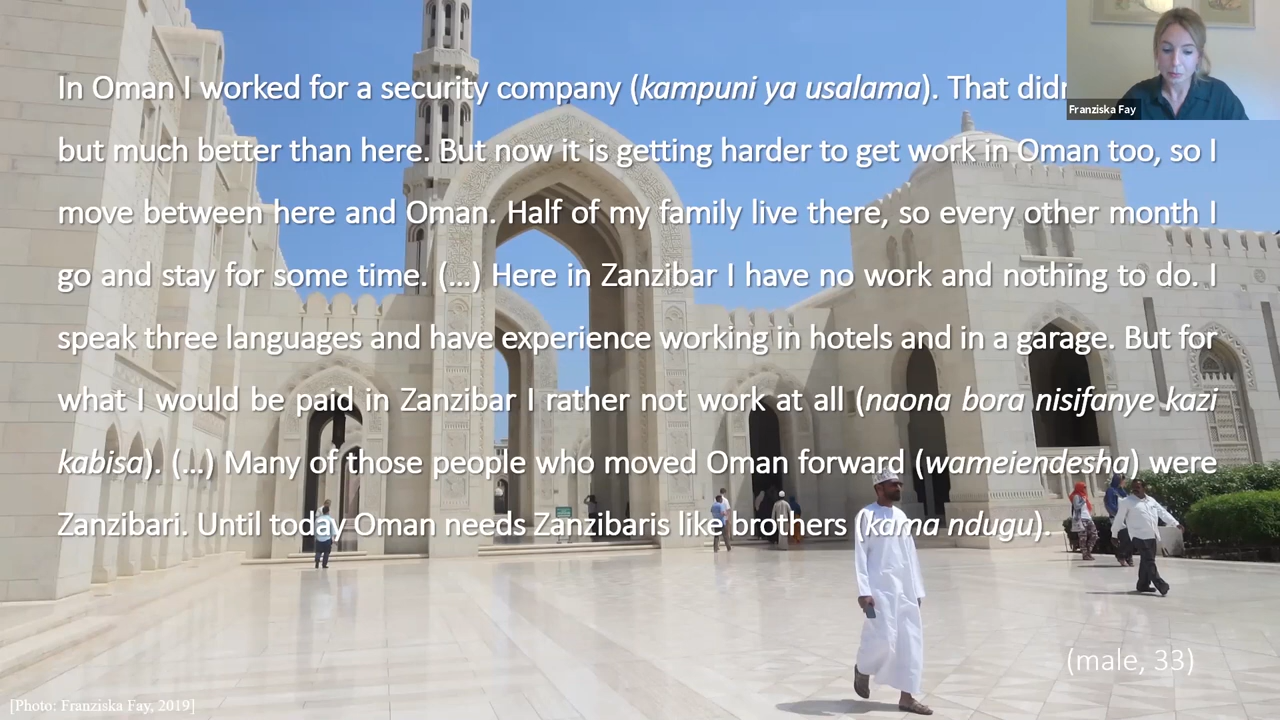 In Oman I worked for a security company (kampuni ya usalama). That
Franziska Fay
but much better than here. But now it is getting harder to get work in Oman too, so I
move between here and Oman. Half of my family live there, so every other month I
go and stay for some time. (…) Here in Zanzibar I have no work and nothing to do. I
speak three languages and have experience working in hotels and in a garage. But for
what I would be paid in Zanzibar I rather not work at all (naona bora nisifanye kazi
kabisa). (…) Many of those people who moved Oman forward (wameiendesha) were
Zanzibari. Until today Oman needs Zanzibaris like brothers (kama ndugu).
(male, 33)
[Photo: Franziska Fay, 2019]